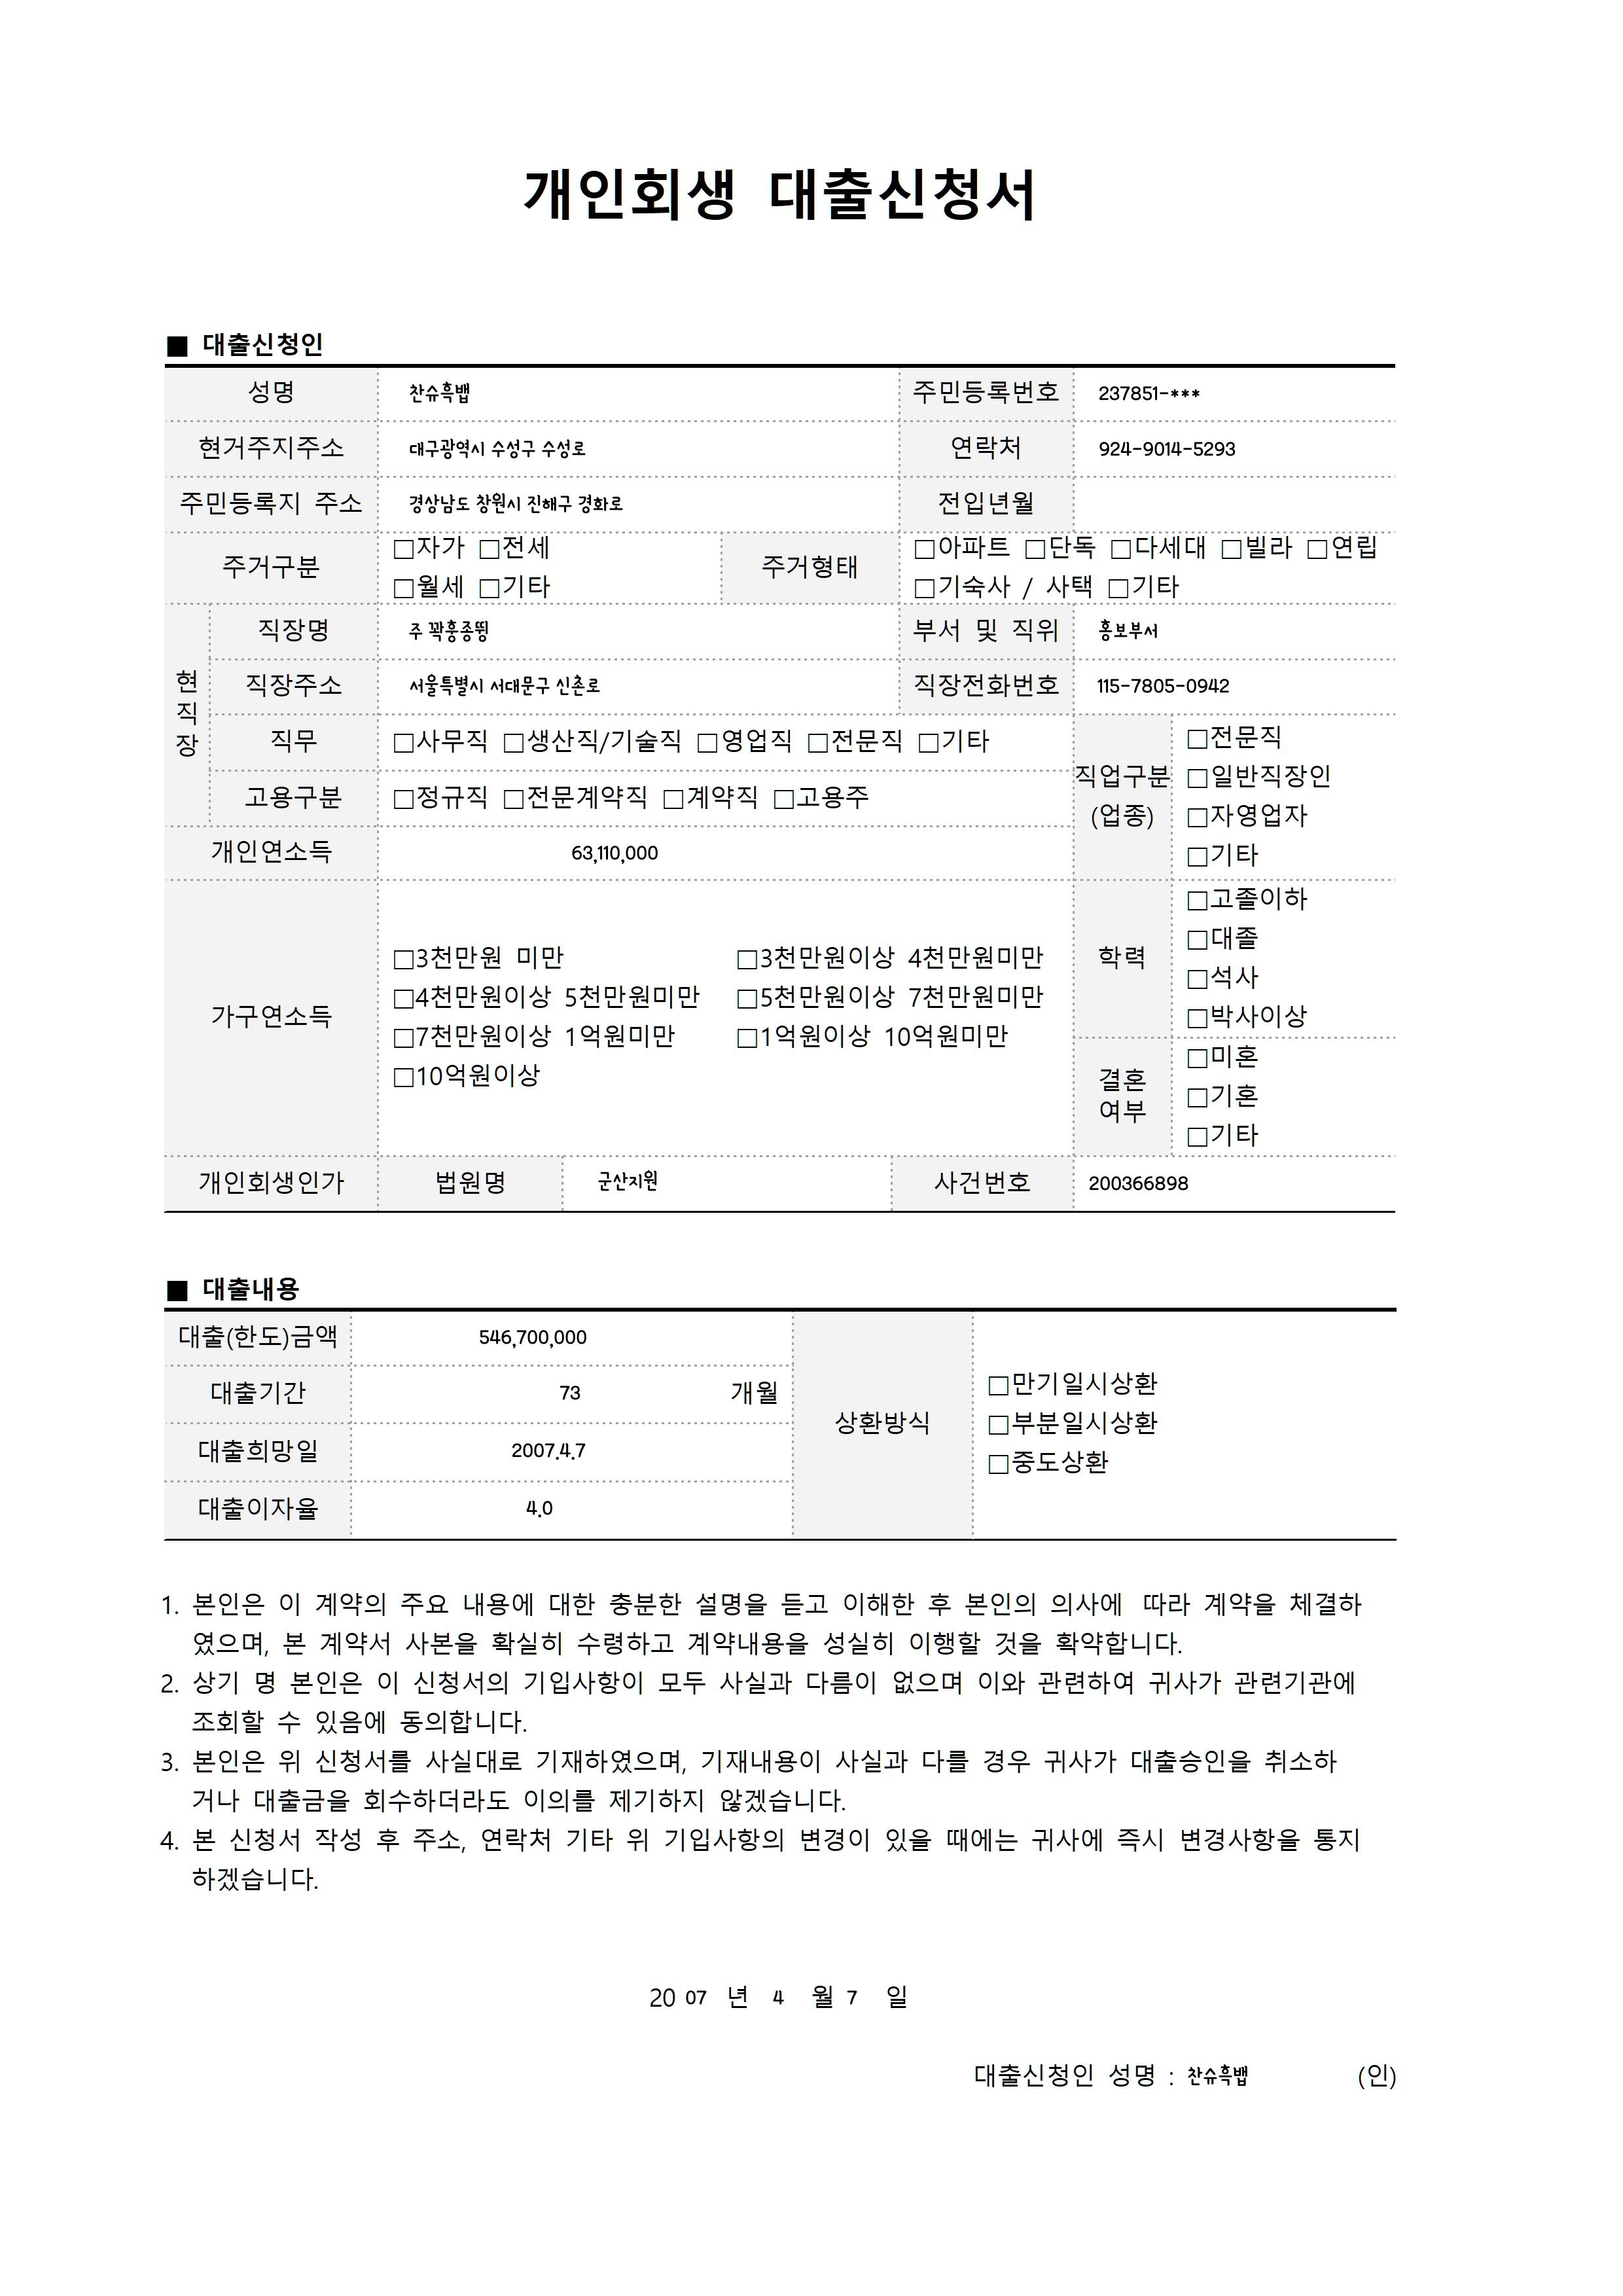 개인회생 대출신청서
■ 대출신청인
성명 찬슈흑뱁 주민등록번호 237851-***
현거주지주소 대구광역시 수성구 수성로 연락처 924-9014-5293
주민등록지 주소 경상남도 창원시 진해구 경화로 전입년월
주거구분 □자가 □전세 □월세 □기타
주거형태 □아파트 □단독 □다세대 □빌라 □연립
□기숙사 / 사택 □기타
현직장
직장명 주 꽉흥종띵 부서 및 직위 홍보부서
직장주소 서울특별시 서대문구 신촌로 직장전화번호 115-7805-0942
직무 □사무직 □생산직/기술직 □영업직 □전문직 □기타
고용구분 □정규직 □전문계약직 □계약직 □고용주
직업구분
(업종)
□전문직
□일반직장인
□자영업자
□기타
개인연소득 63,110,000
가구연소득
□3천만원 미만 □3천만원이상 4천만원미만
□4천만원이상 5천만원미만 □5천만원이상 7천만원미만
□7천만원이상 1억원미만 □1억원이상 10억원미만
□10억원이상
학력
□고졸이하
□대졸
□석사
□박사이상
결혼
여부
□미혼
□기혼
□기타
개인회생인가 법원명 군산지원 사건번호 200366898
■ 대출내용
대출(한도)금액 546,700,000
대출기간 73 개월
대출희망일 2007.4.7
대출이자율 4.0
상환방식
□만기일시상환
□부분일시상환
□중도상환
1. 본인은 이 계약의 주요 내용에 대한 충분한 설명을 듣고 이해한 후 본인의 의사에 따라 계약을 체결하
였으며, 본 계약서 사본을 확실히 수령하고 계약내용을 성실히 이행할 것을 확약합니다.
2. 상기 명 본인은 이 신청서의 기입사항이 모두 사실과 다름이 없으며 이와 관련하여 귀사가 관련기관에
조회할 수 있음에 동의합니다.
3. 본인은 위 신청서를 사실대로 기재하였으며, 기재내용이 사실과 다를 경우 귀사가 대출승인을 취소하
거나 대출금을 회수하더라도 이의를 제기하지 않겠습니다.
4. 본 신청서 작성 후 주소, 연락처 기타 위 기입사항의 변경이 있을 때에는 귀사에 즉시 변경사항을 통지
하겠습니다.
20 07 년 4 월 7 일
대출신청인 성명 : 찬슈흑뱁 (인)